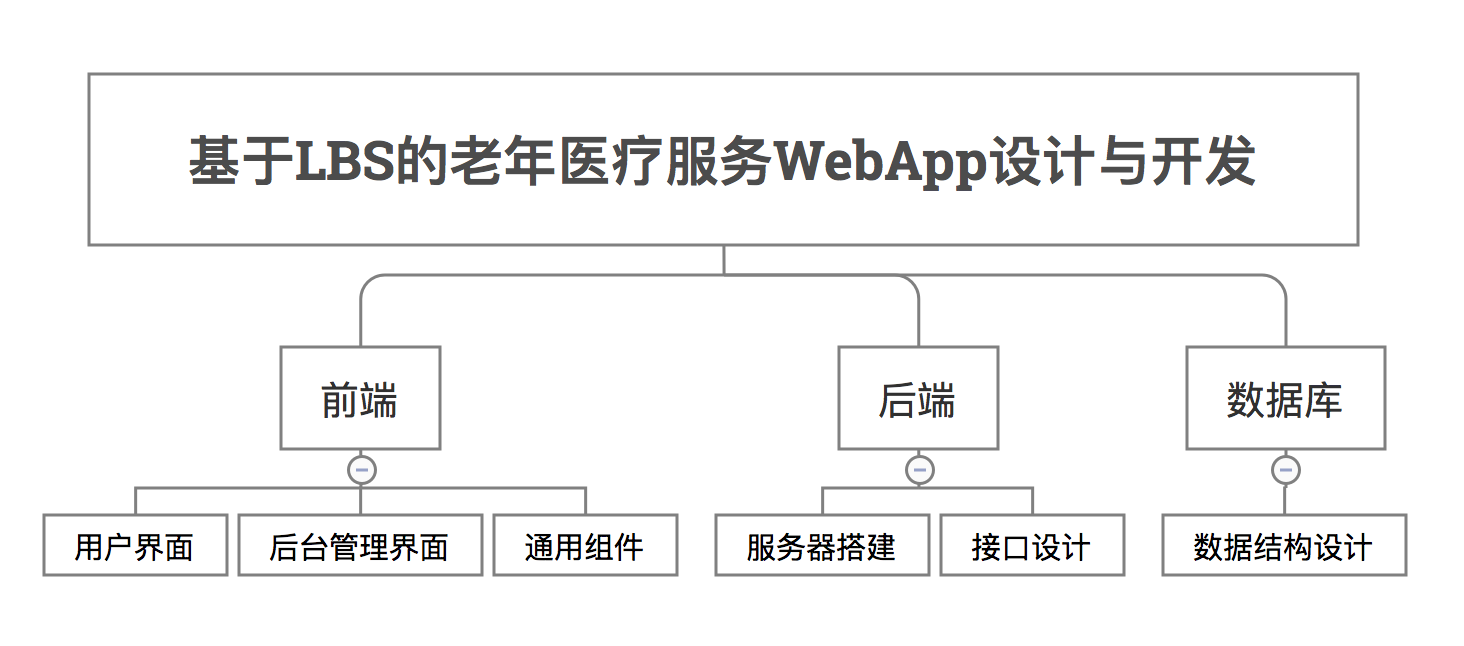 基于LBS的老年医疗服务WebApp设计与开发
前端
后端
数据库
用户界面
后台管理界面
通用组件
服务器搭建
接口设计
数据结构设计